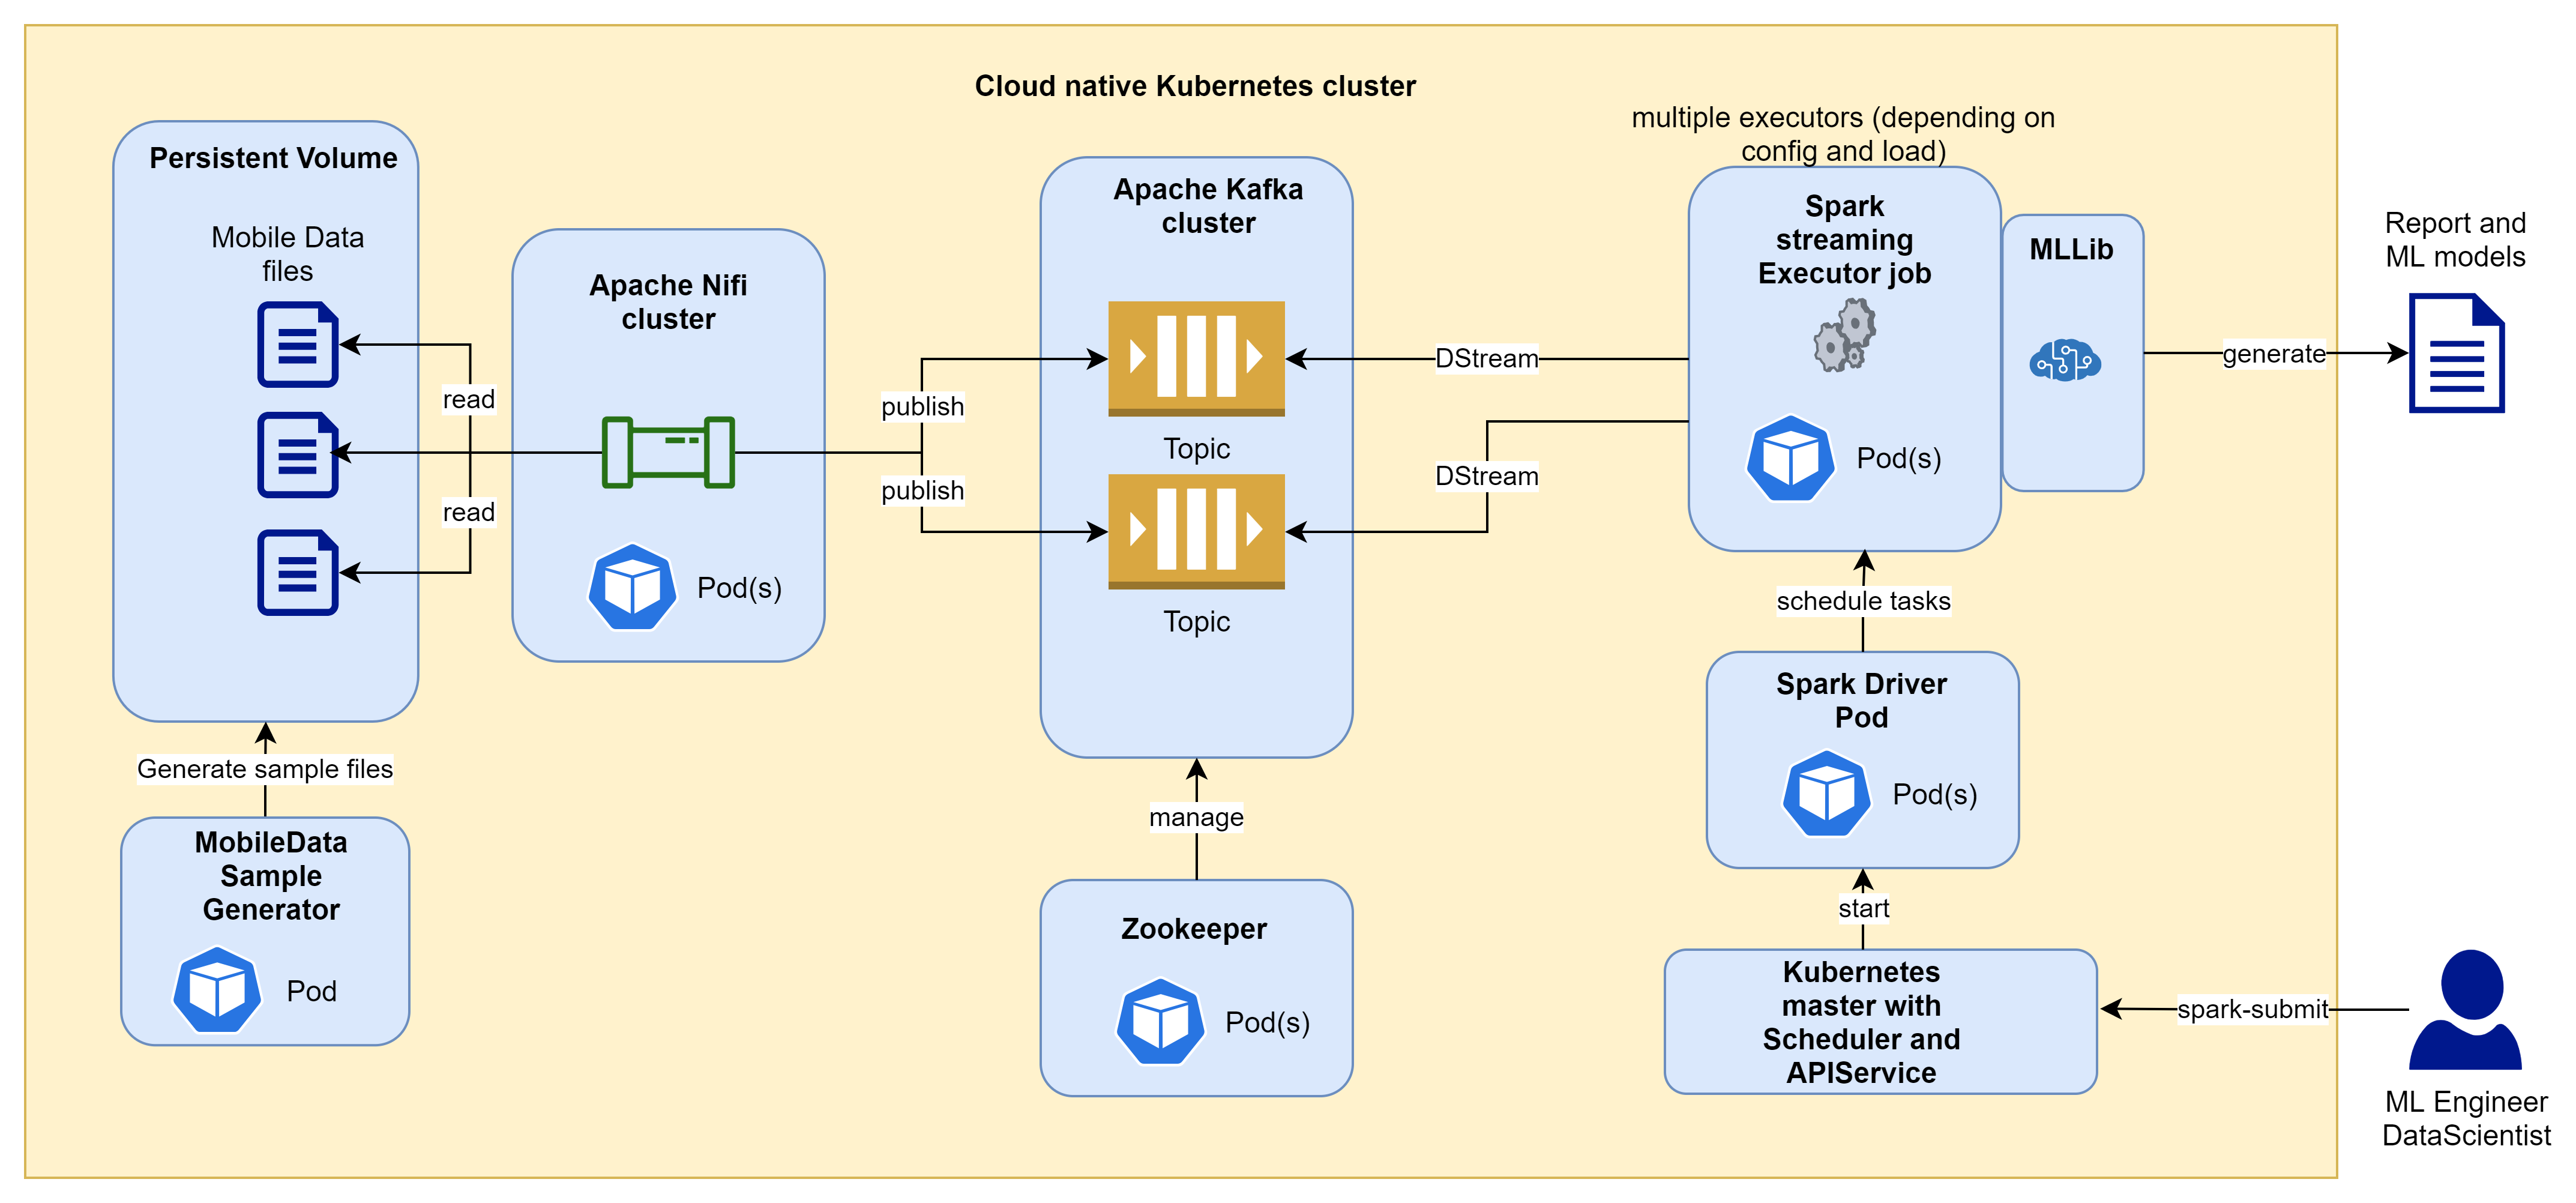 Cloud native Kubernetes cluster
Persistent Volume
Mobile Data
files
read
read
Generate sample files
MobileData
Sample
Generator
Pod
Apache Nifi
cluster
Pod(s)
publish
publish
Apache Kafka
cluster
Topic
Topic
manage
Zookeeper
Pod(s)
DStream
DStream
multiple executors (depending on
config and load)
Spark
streaming
Executor job
Pod(s)
MLLib
generate
Report and
ML models
schedule tasks
Spark Driver
Pod
Pod(s)
start
Kubernetes
master with
Scheduler and
APIService
spark-submit
ML Engineer
DataScientist